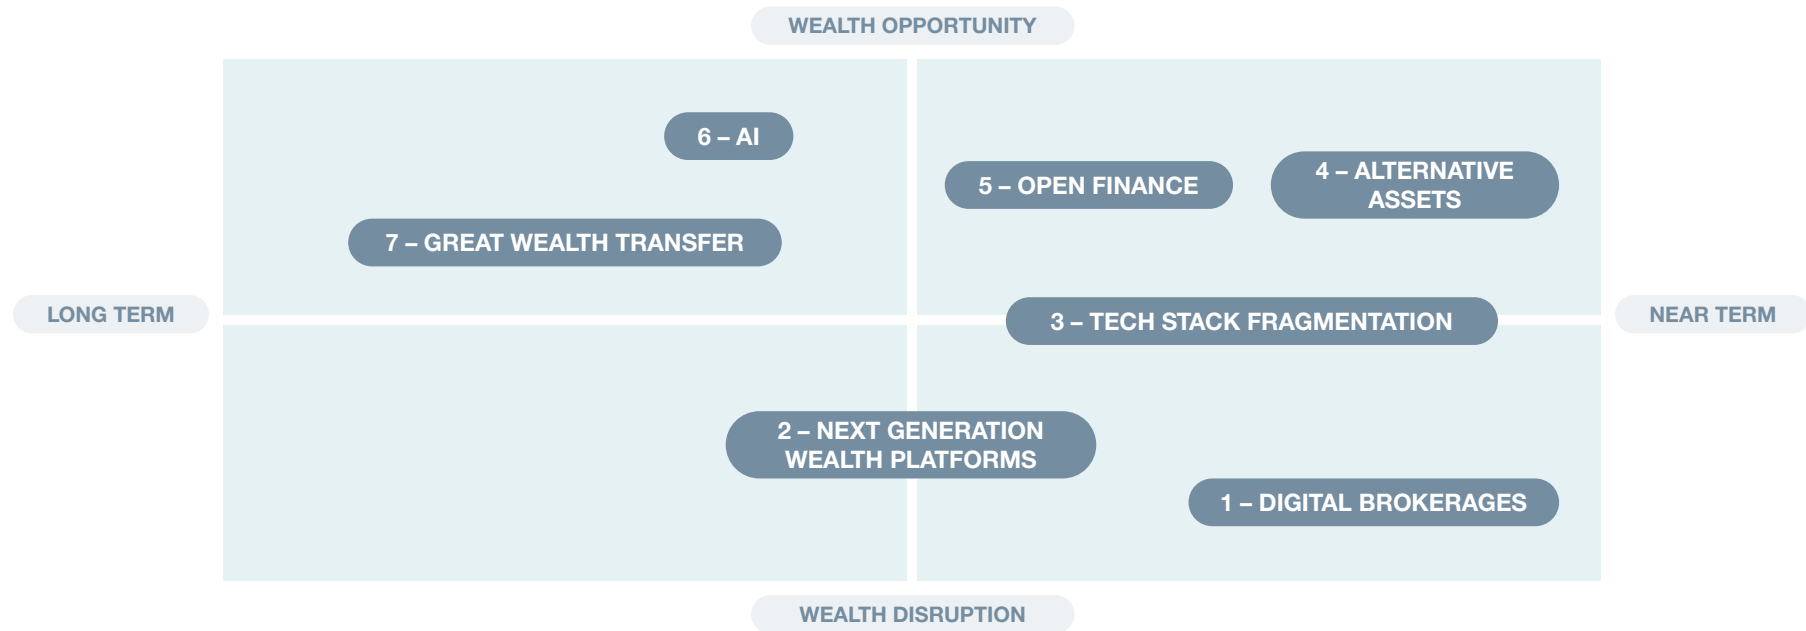 WEALTH OPPORTUNITY
6 – AI
5 – OPEN FINANCE
4 – ALTERNATIVE
ASSETS
7 – GREAT WEALTH TRANSFER
LONG TERM
3 – TECH STACK FRAGMENTATION
NEAR TERM
2 – NEXT GENERATION
WEALTH PLATFORMS
1 – DIGITAL BROKERAGES
WEALTH DISRUPTION